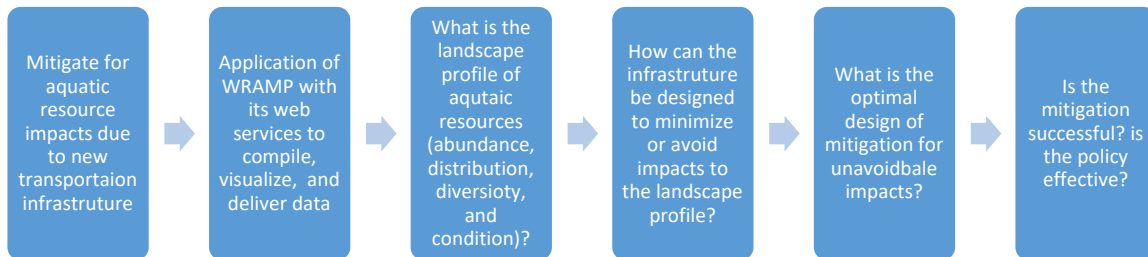 Mitigate for
aquatic
resource
impacts due
to new
transportaion
infrastruture
Application of
WRAMP with
its web
services to
compile,
visualize, and
deliver data
What is the
landscape
profile of
aqutaic
resources
(abundance,
distribution,
diversioty,
and
condition)?
How can the
infrastruture
be designed
to minimize
or avoid
impacts to
the landscape
profile?
What is the
optimal
design of
mitigation for
unavoidbale
impacts?
Is the
mitigation
successful? is
the policy
effective?